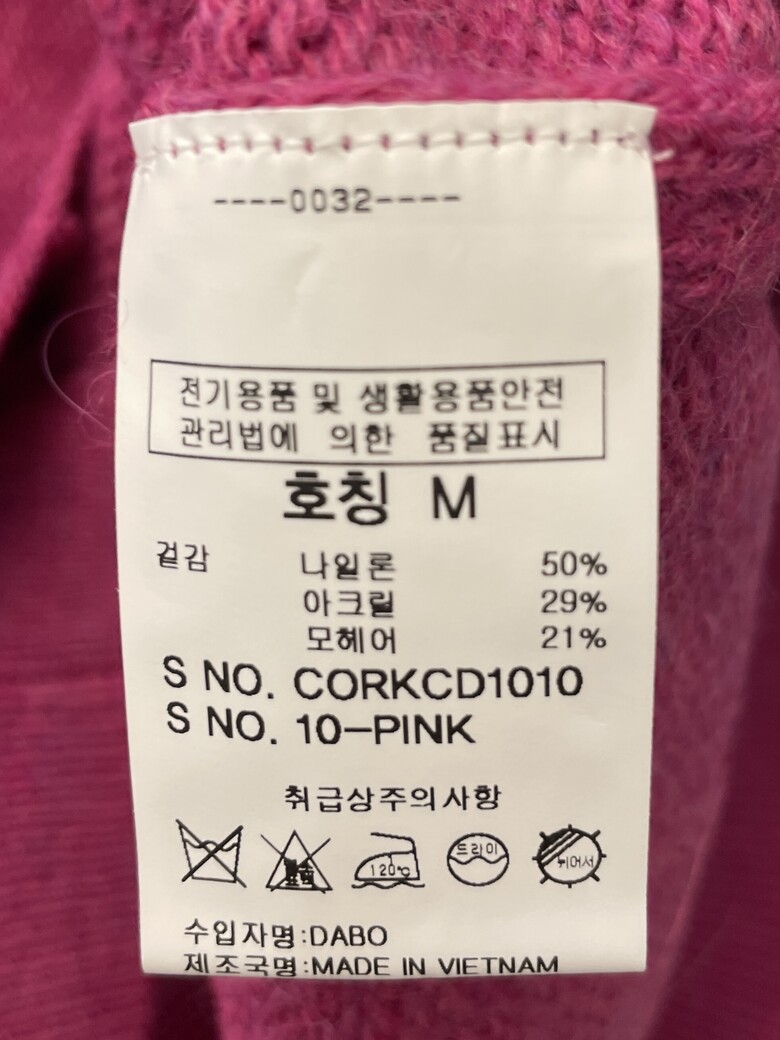 ----0032----
전기용품 및 생활용품안전
관리법에 의한 품질표시
호칭 M
겉감 나일론 50%
아크릴 29%
모헤어 21%
S NO. CORKCD1010
S NO. 10-PINK
취급상주의사항
120℃ 드라이 뉘어서
수입자명:DABO
제조국명:MADE IN VIETNAM